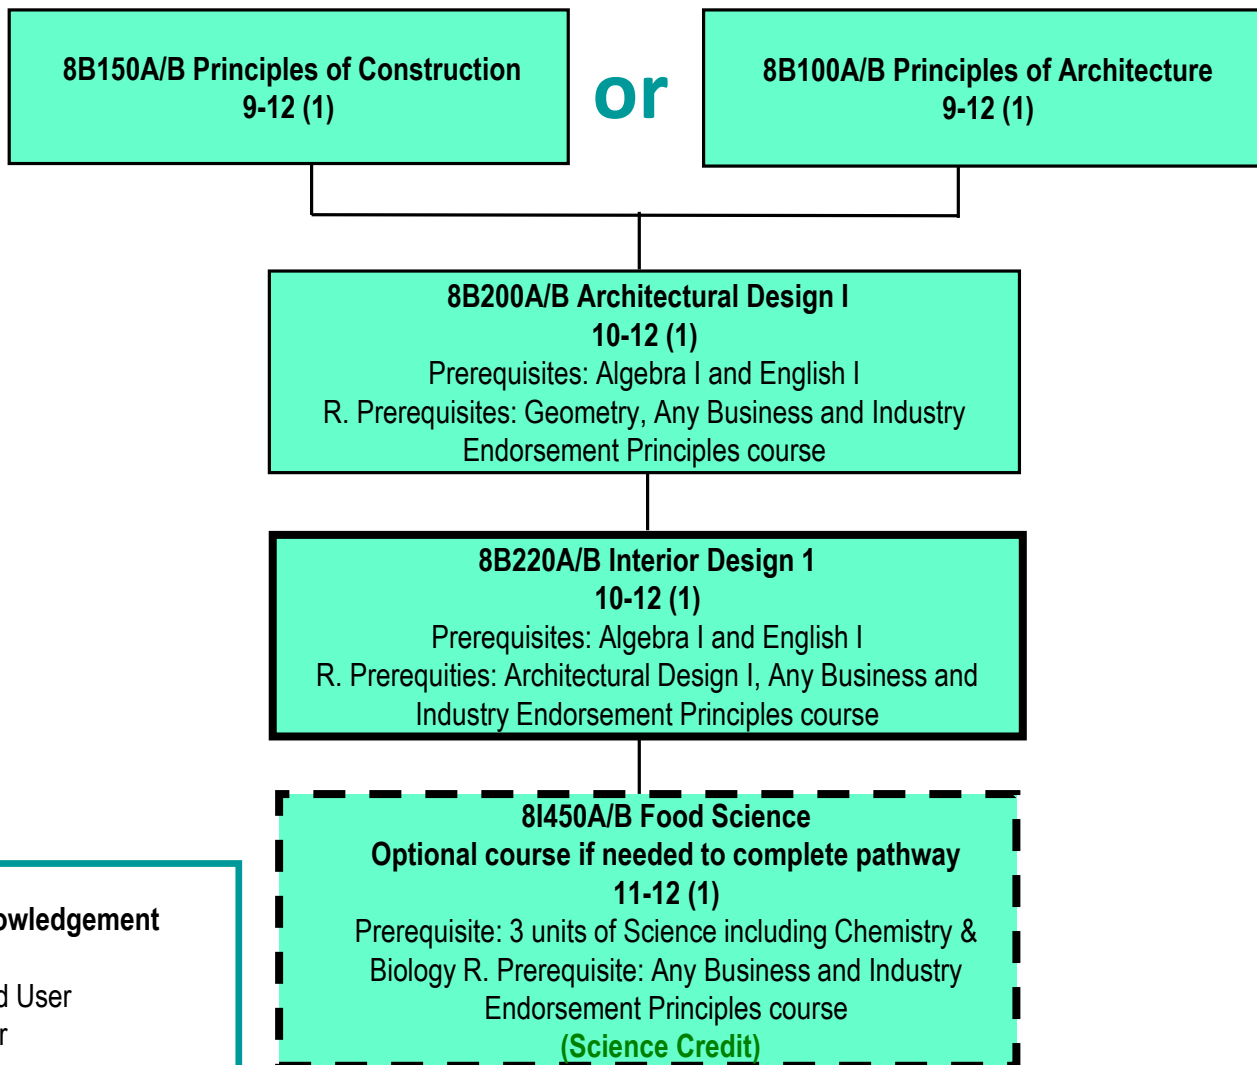 8B150A/B Principles of Construction
9-12 (1)
or
8B100A/B Principles of Architecture
9-12 (1)
8B200A/B Architectural Design I
10-12 (1)
Prerequisites: Algebra I and English I
R. Prerequisites: Geometry, Any Business and Industry
Endorsement Principles course
8B220A/B Interior Design 1
10-12 (1)
Prerequisites: Algebra I and English I
R. Prerequities: Architectural Design I, Any Business and
Industry Endorsement Principles course
8I450A/B Food Science
Optional course if needed to complete pathway
11-12 (1)
Prerequisite: 3 units of Science including Chemistry &
Biology R. Prerequisite: Any Business and Industry
Endorsement Principles course
(Science Credit)
User